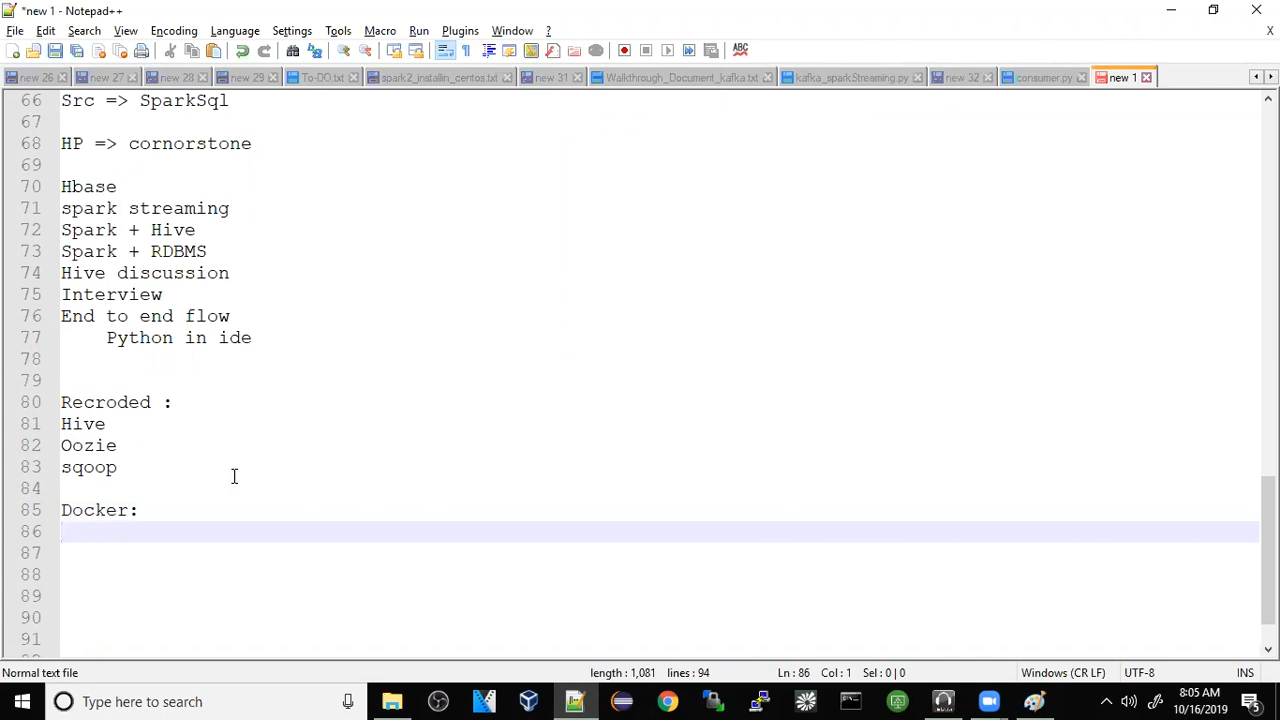 *new 1 - Notepad++
File Edit Search View Encoding Language Settings Tools Macro Run Plugins Window ? X
ABC
new 26 new 27 new 28 new 29 To-DO.txt spark2_installin_centos.txt new 31 Walkthrough_Document_kafka.txt kafka_sparkStreaming.py new 32 consumer.py new 1
66 Src => SparkSql
67
68 HP => cornorstone
69
70 Hbase
71 spark streaming
72 Spark + Hive
73 Spark + RDBMS
74 Hive discussion
75 Interview
76 End to end flow
77 Python in ide
78
79
80 Recroded :
81 Hive
82 Oozie
83 sqoop
84
85 Docker:
86
87
88
89
90
91
Normal text file length : 1,081 lines : 94 Ln : 86 Col : 1 Sel : 0 | 0 Windows (CR LF) UTF-8 INS
Type here to search
8:05 AM
10/16/2019
5